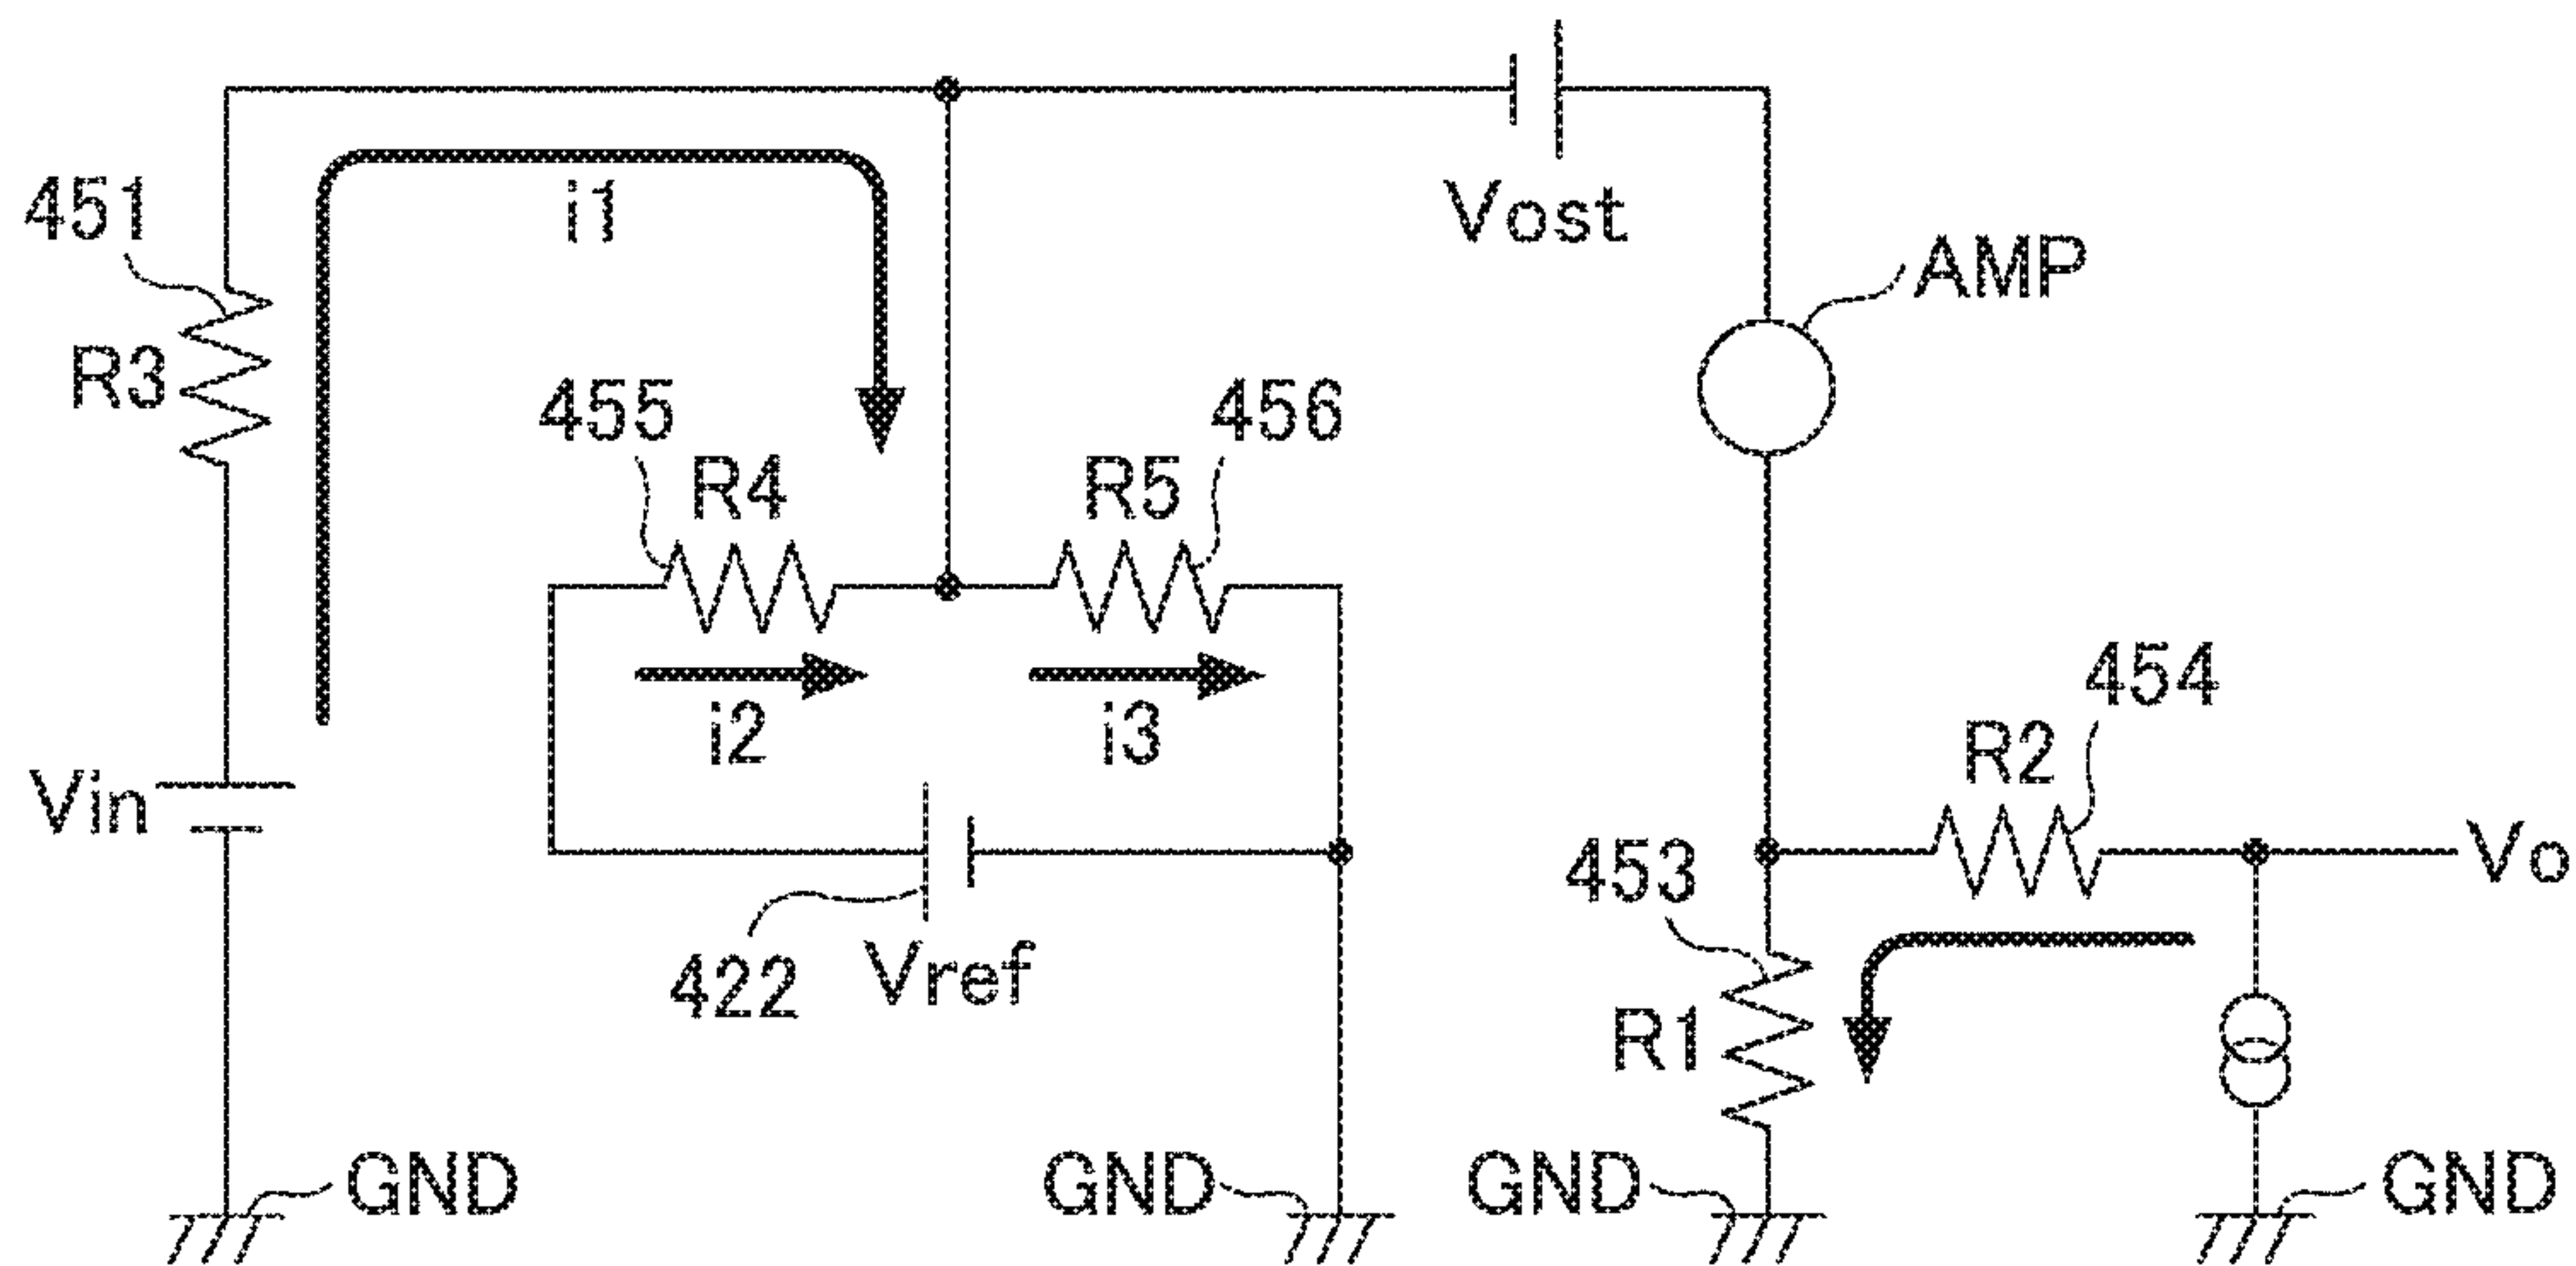 451
i1
Vost
AMP
R3
455
R4
456
R5
i2
i3
454
R2
Vin
Vo
453
422
Vref
R1
GND
GND
GND
GND